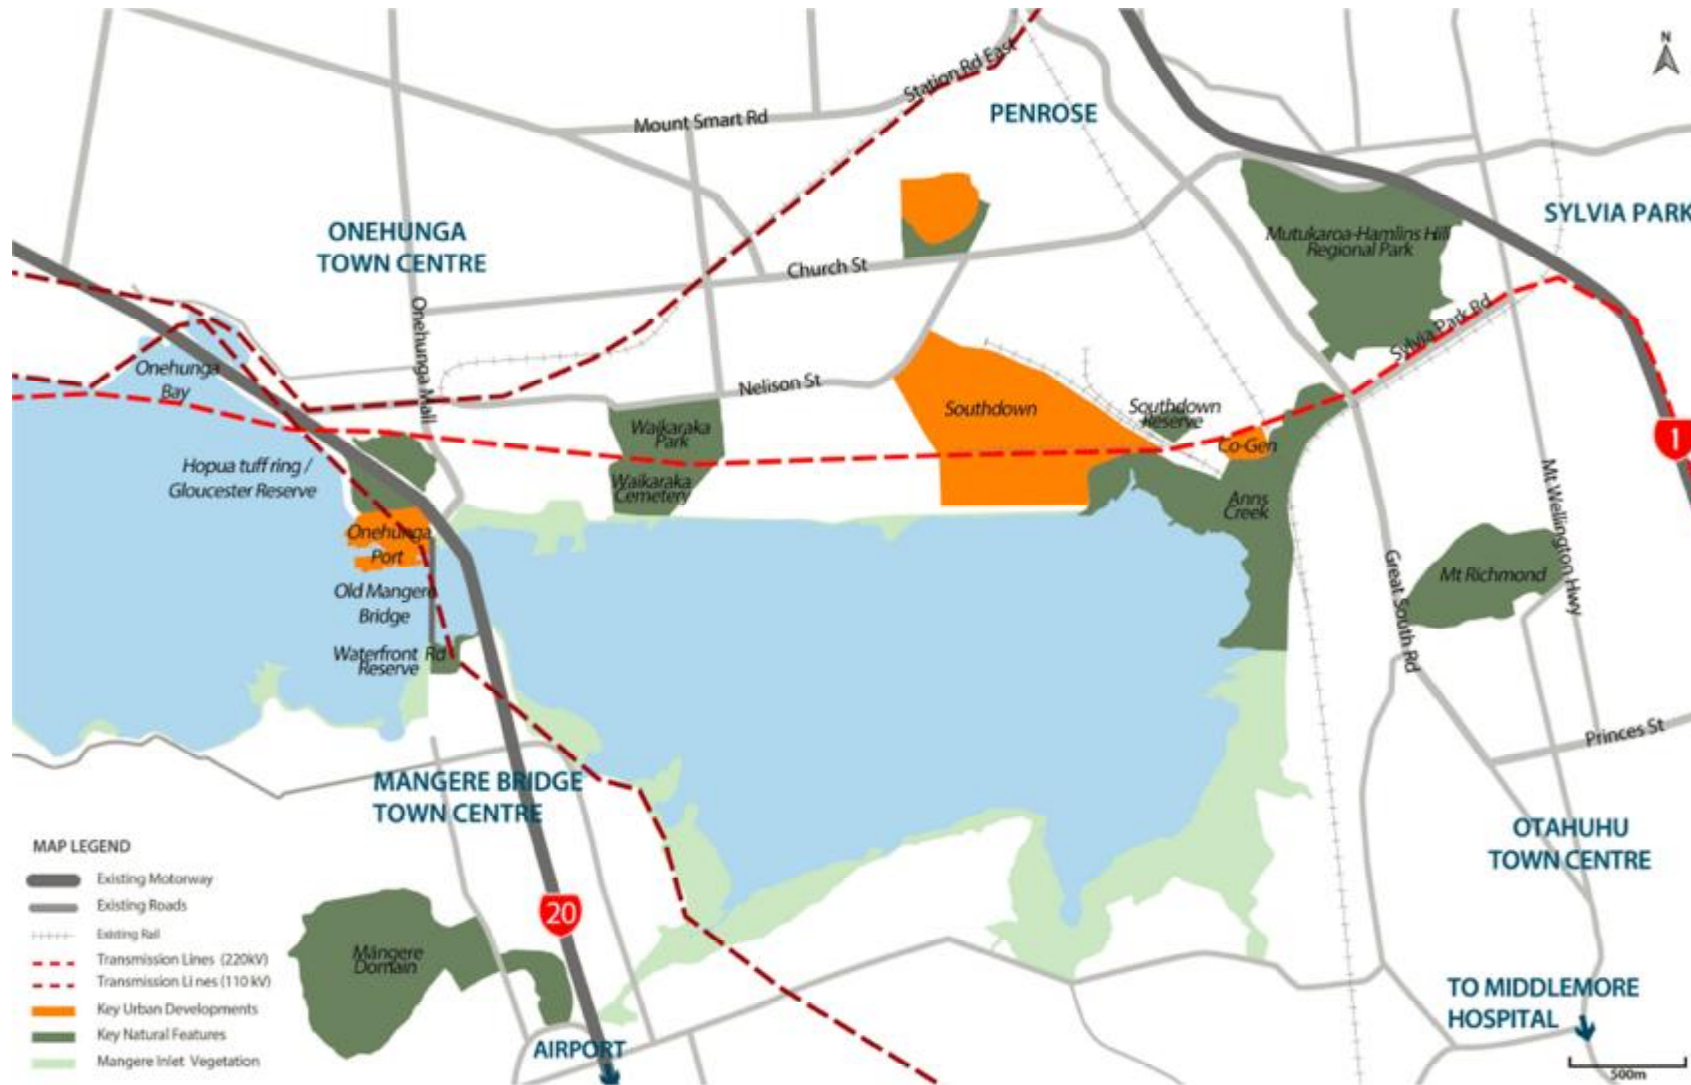 N
Station Rd East
PENROSE
Mount Smart Rd
SYLVIA PARK
ONEHUNGA
TOWN CENTRE
Mutukaroa-Hamlins Hill
Regional Park
Church St
Onehunga Mall
Sylvia Park Rd
Onehunga
Bay
Nelison St
Southdown
Southdown
Reserve
Waikaraka
Park
Co-Gen
1
Hopua tuff ring /
Gloucester Reserve
Waikaraka
Cemetery
Anns
Creek
Mt Wellington Hwy
Onehunga
Port
Great South Rd
Mt Richmond
Old Mangere
Bridge
Waterfront Rd
Reserve
Princes St
MANGERE BRIDGE
TOWN CENTRE
OTAHUHU
TOWN CENTRE
MAP LEGEND
Existing Motorway
Existing Roads
Existing Rail
Transmission Lines (220kV)
Transmission Li nes (110 kV)
Key Urban Developments
Key Natural Features
Mangere Inlet Vegetation
20
Māngere
Domain
TO MIDDLEMORE
HOSPITAL
AIRPORT
500m